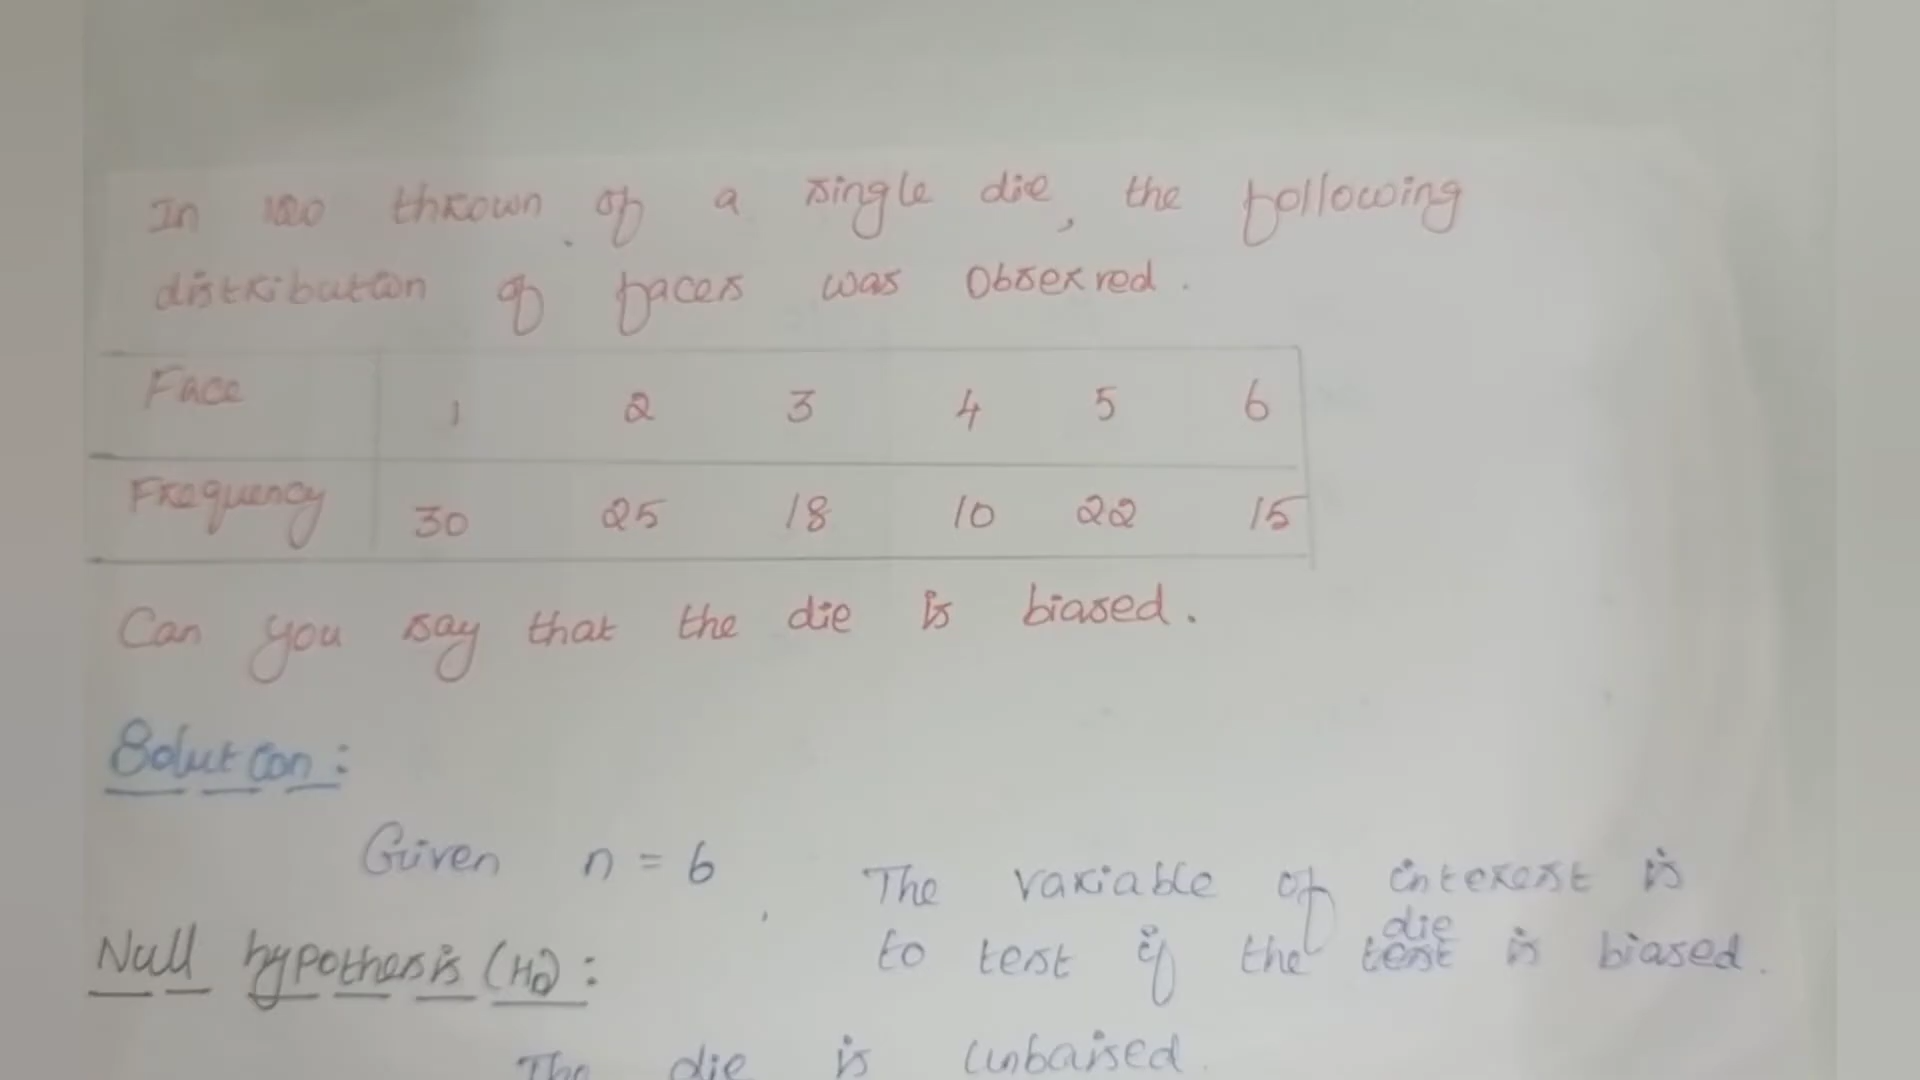 In 120 thrown of a single die, the following
distribution of faces was observed.
Face 1 2 3 4 5 6
Frequency 30 25 18 10 22 15
Can you say that the die is biased.
Solution:
Given n = 6, The variable of interest is
to test if the test die is biased.
Null hypothesis (H0):
The die is unbaised.